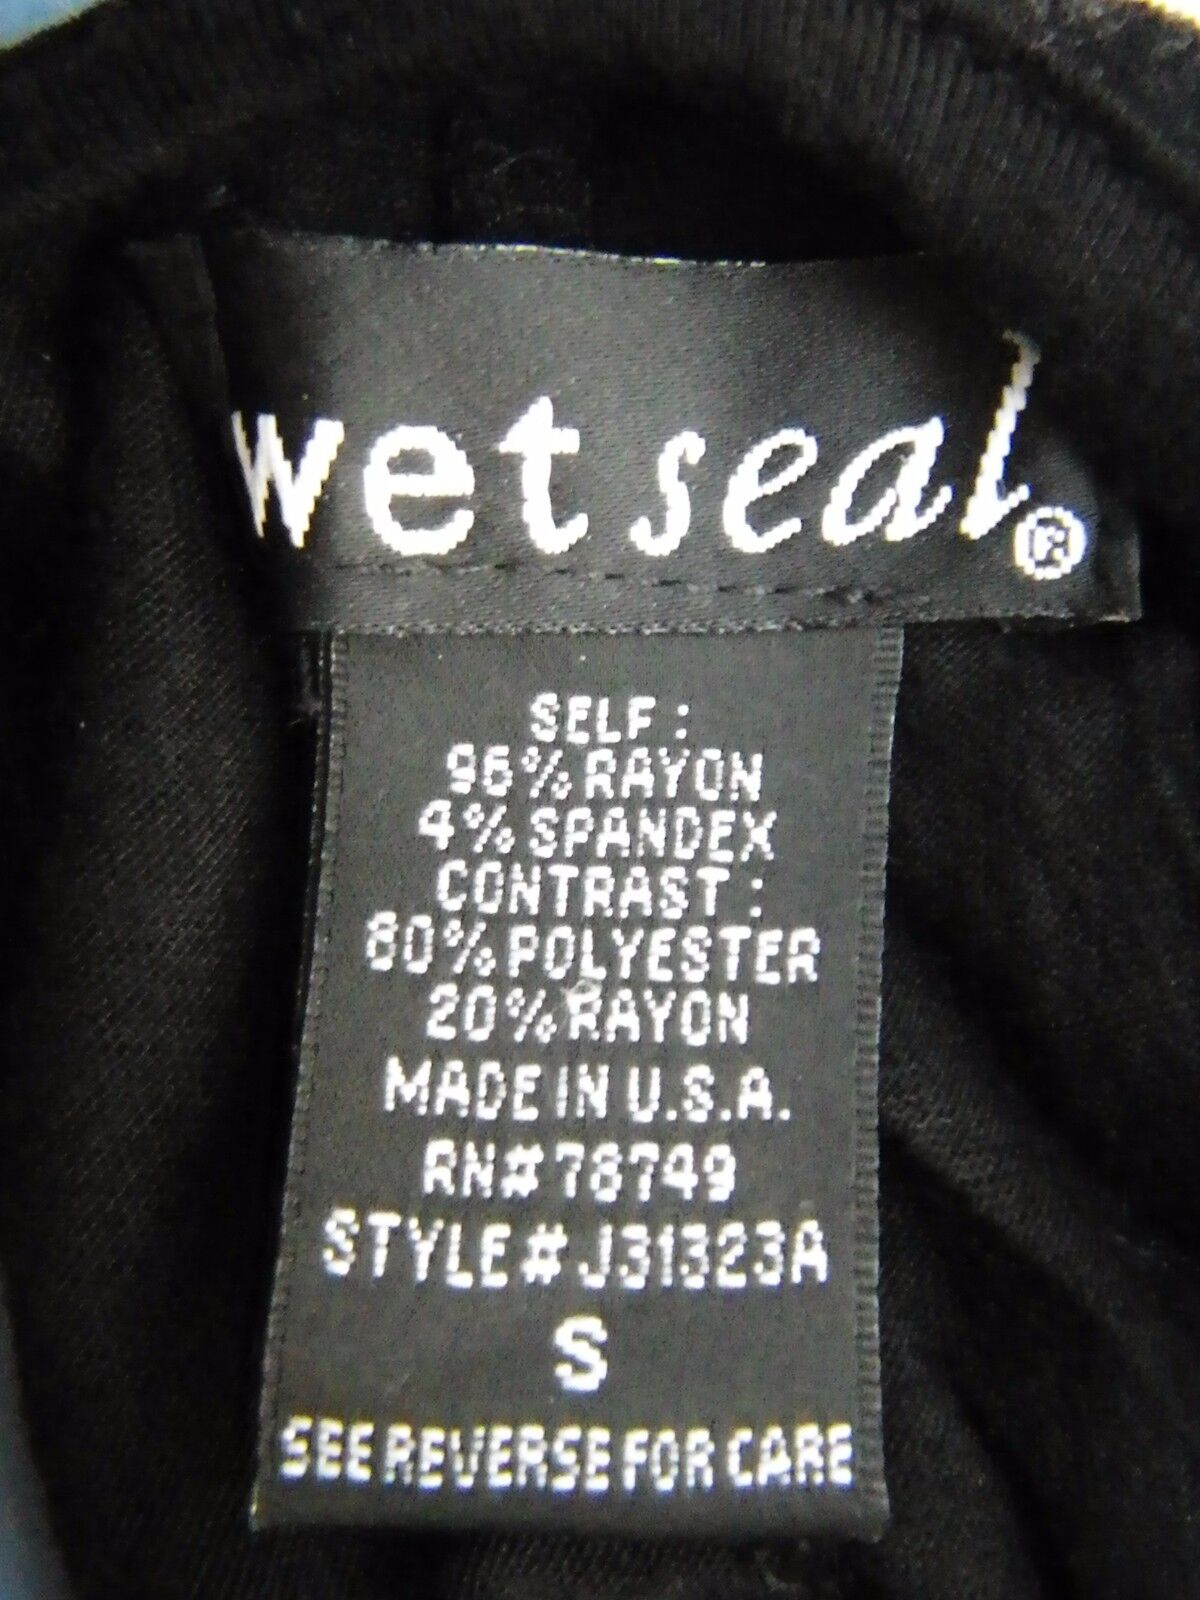 wet seal®
SELF :
96% RAYON
4% SPANDEX
CONTRAST :
80% POLYESTER
20% RAYON
MADE IN U.S.A.
RN# 78749
STYLE# J31323A
S
SEE REVERSE FOR CARE